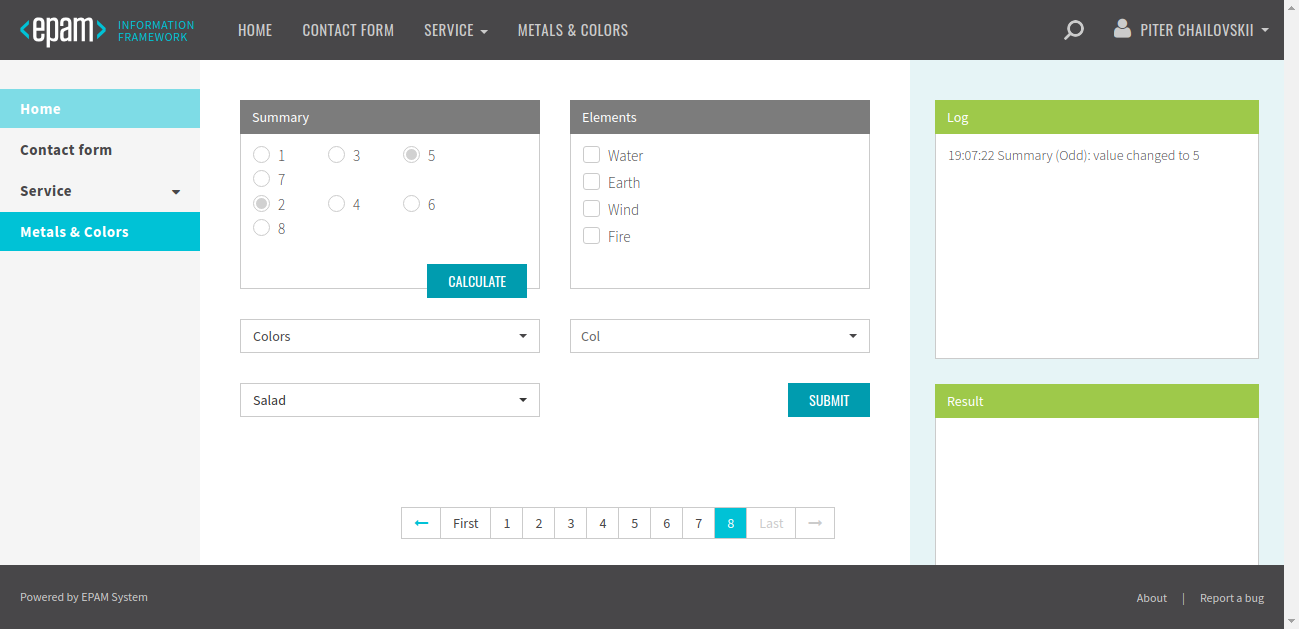 <epam> INFORMATION FRAMEWORK
HOME CONTACT FORM SERVICE METALS & COLORS PITER CHAILOVSKII
Home
Contact form
Service
Metals & Colors
Summary
1 3 5
7
2 4 6
8
CALCULATE
Elements
Water
Earth
Wind
Fire
Colors
Col
Salad
SUBMIT
First 1 2 3 4 5 6 7 8 Last
Log
19:07:22 Summary (Odd): value changed to 5
Result
Powered by EPAM System
About | Report a bug